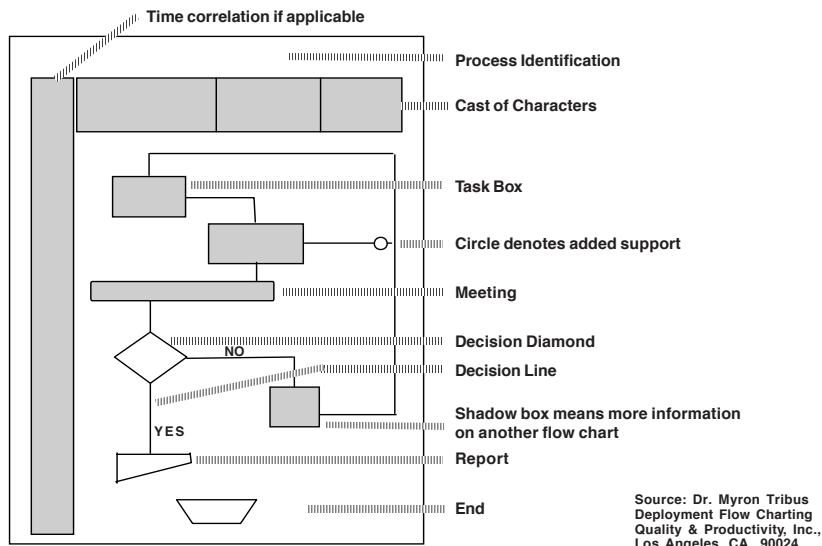 Time correlation if applicable
Process Identification
Cast of Characters
Task Box
Circle denotes added support
Meeting
Decision Diamond
NO
Decision Line
Shadow box means more information
on another flow chart
YES
Report
End
Source: Dr. Myron Tribus
Deployment Flow Charting
Quality & Productivity, Inc.,
Los Angeles, CA, 90024